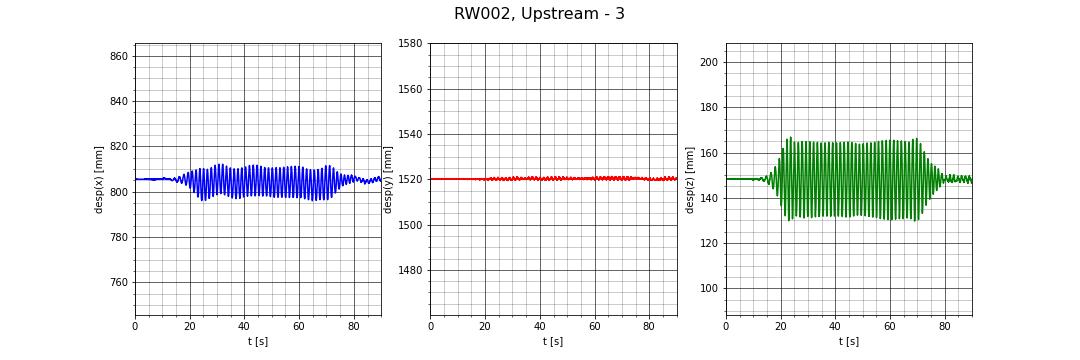 RW002, Upstream - 3
desp(x) [mm]
860
840
820
800
780
760
0 20 40 60 80
t [s]
desp(y) [mm]
1580
1560
1540
1520
1500
1480
0 20 40 60 80
t [s]
desp(z) [mm]
200
180
160
140
120
100
0 20 40 60 80
t [s]